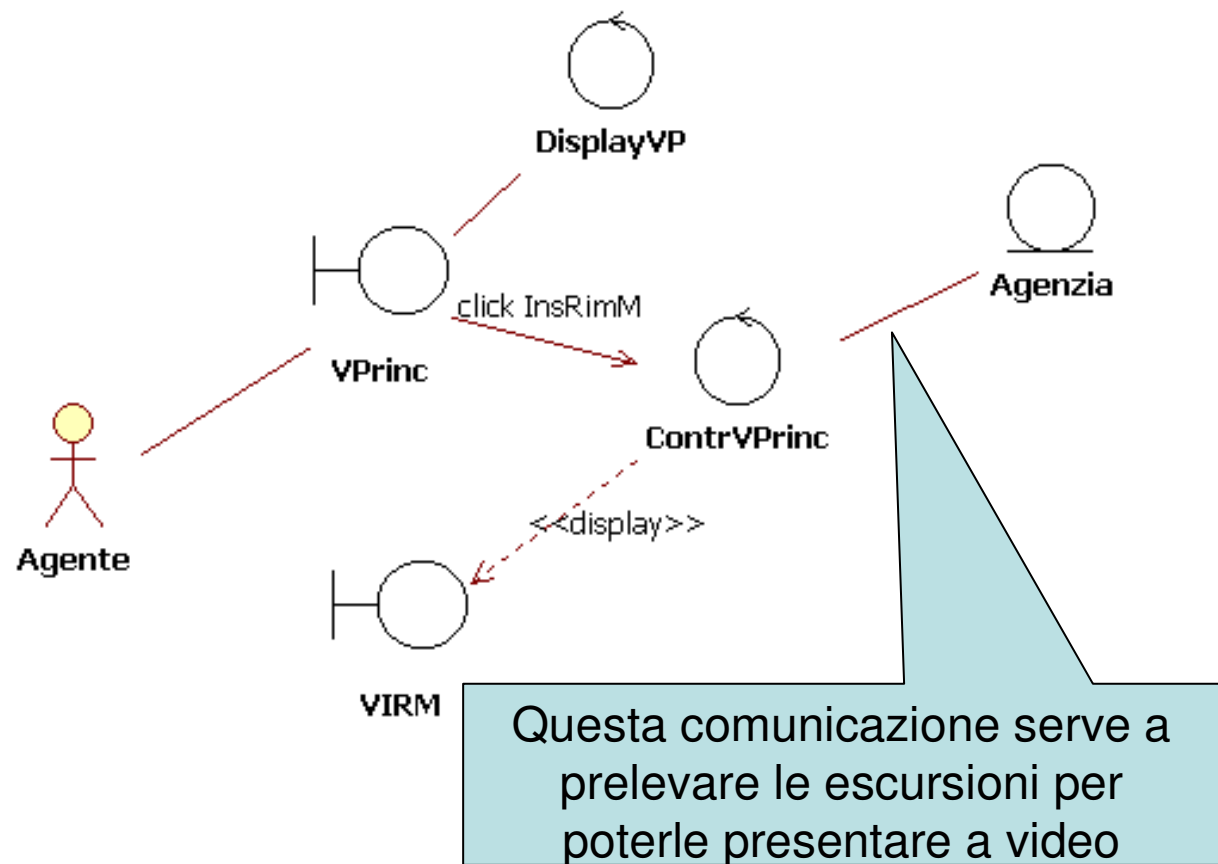 DisplayVP
Agenzia
click InsRimM
VPrinc
ContrVPrinc
<<display>>
Agente
VIRM
Questa comunicazione serve a
prelevare le escursioni per
poterle presentare a video